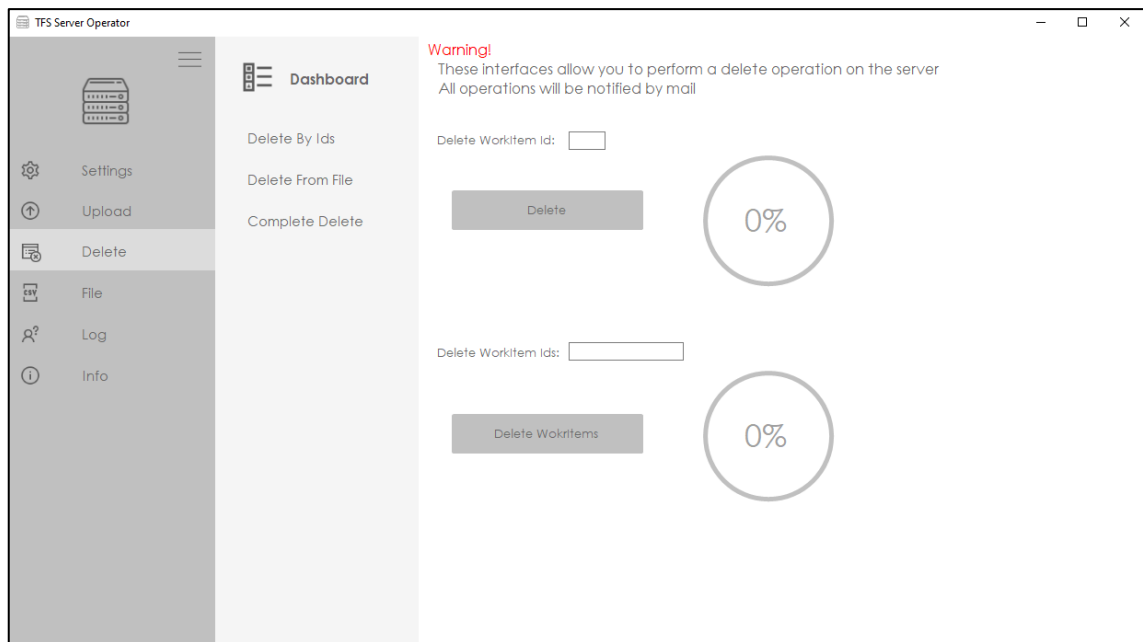 TFS Server Operator
Settings
Upload
Delete
CSV
File
Log
Info
Dashboard
Delete By Ids
Delete From File
Complete Delete
Warning!
These interfaces allow you to perform a delete operation on the server
All operations will be notified by mail
Delete WorkItem Id:
Delete
0%
Delete WorkItem Ids:
Delete WokrItems
0%